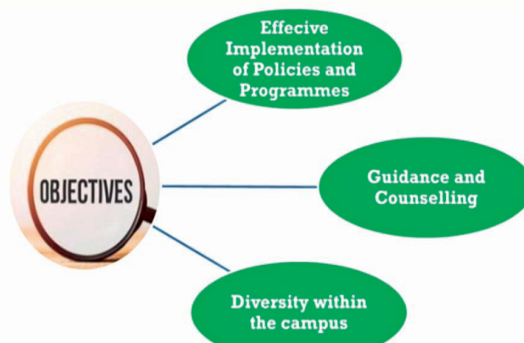 Effecive
Implementation
of Policies and
Programmes
OBJECTIVES
Guidance and
Counselling
Diversity within
the campus